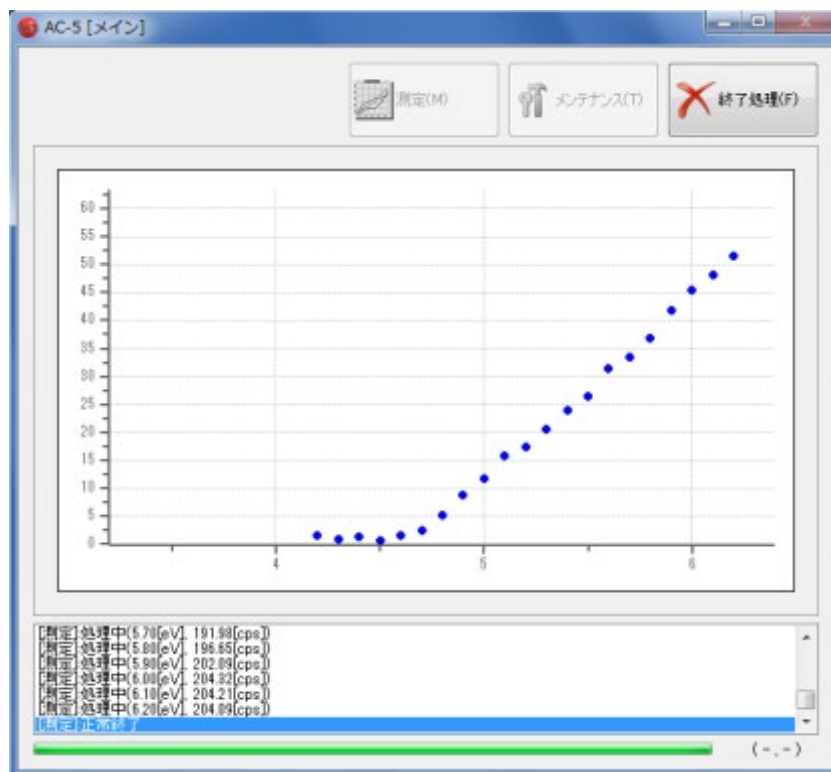 AC-5 [メイン]
測定(M)
メンテナンス(T)
終了処理(F)
60
55
50
45
40
35
30
25
20
15
10
5
0
4
5
6
[測定]:処理中(5.70[eV], 191.98[cps])
[測定]:処理中(5.80[eV], 196.65[cps])
[測定]:処理中(5.90[eV], 202.09[cps])
[測定]:処理中(6.00[eV], 204.32[cps])
[測定]:処理中(6.10[eV], 204.21[cps])
[測定]:処理中(6.20[eV], 204.09[cps])
[測定]:正常終了
(-,-)